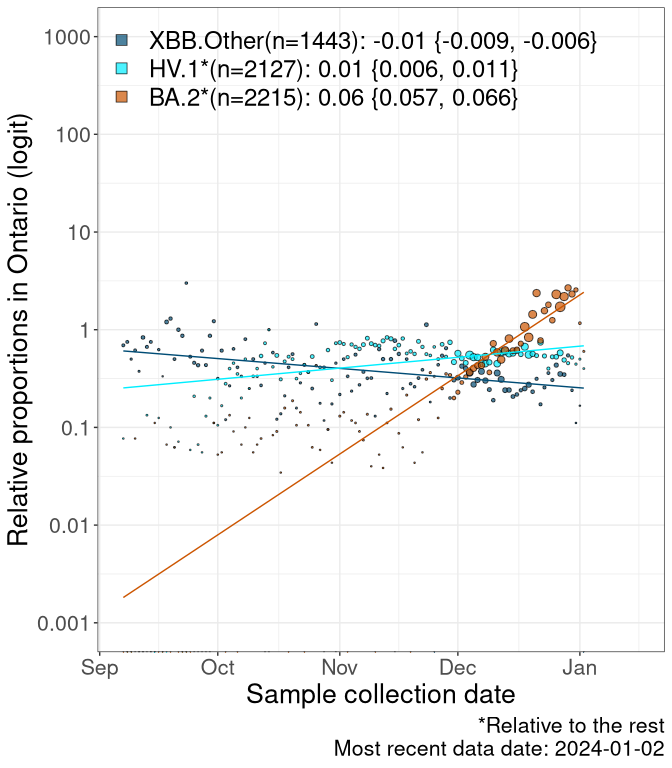 XBB.Other(n=1443): -0.01 {-0.009, -0.006}
HV.1*(n=2127): 0.01 {0.006, 0.011}
BA.2*(n=2215): 0.06 {0.057, 0.066}
Relative proportions in Ontario (logit)
1000
100
10
1
0.1
0.01
0.001
Sep Oct Nov Dec Jan
Sample collection date
*Relative to the rest
Most recent data date: 2024-01-02